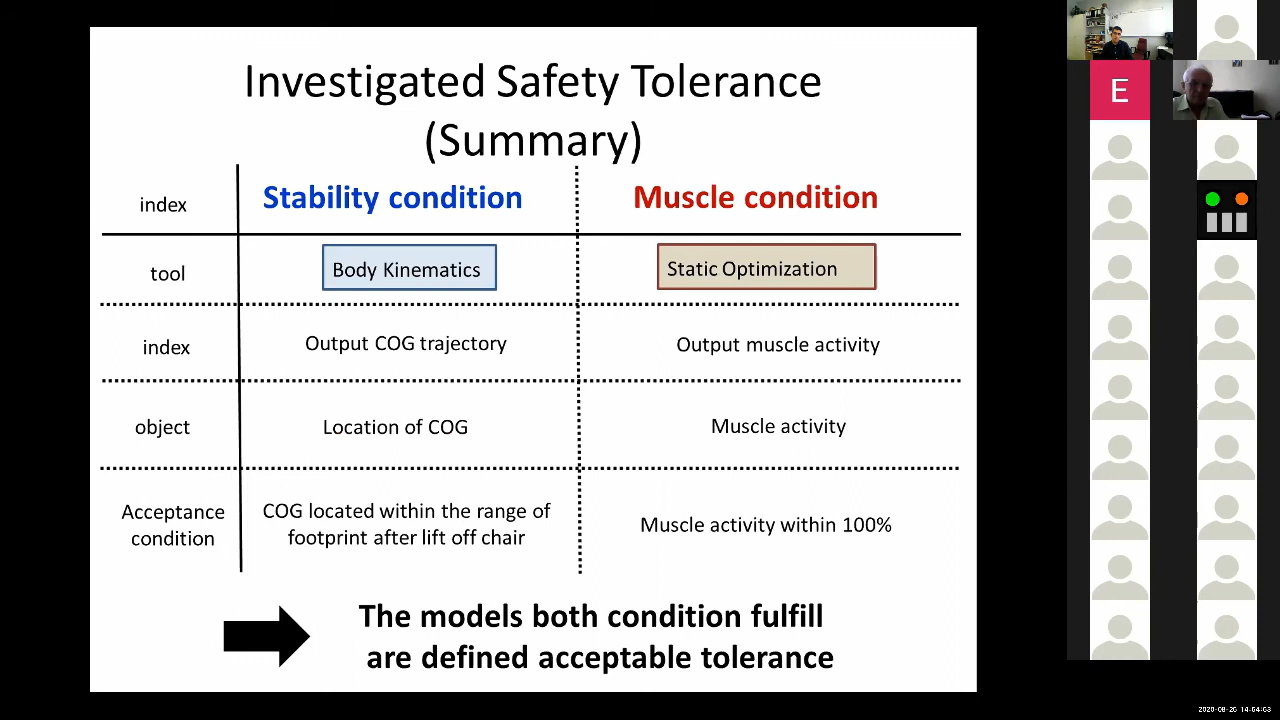 Investigated Safety Tolerance
(Summary)
index
Stability condition
Muscle condition
tool
Body Kinematics
Static Optimization
index
Output COG trajectory
Output muscle activity
object
Location of COG
Muscle activity
Acceptance
condition
COG located within the range of
footprint after lift off chair
Muscle activity within 100%
The models both condition fulfill
are defined acceptable tolerance
E